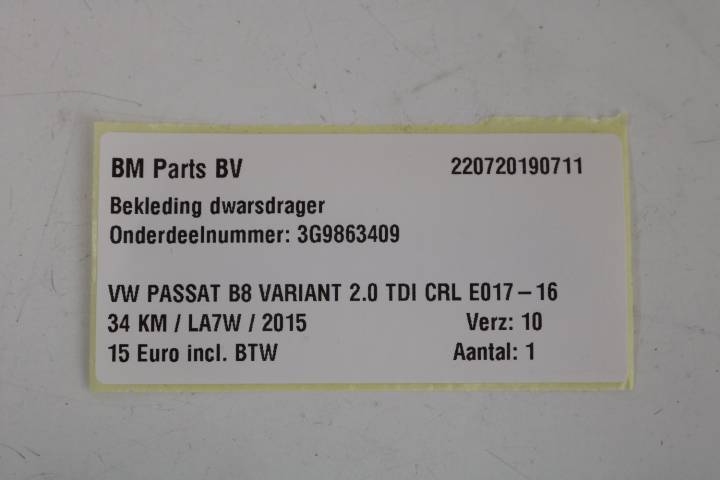 BM Parts BV 220720190711
Bekleding dwarsdrager
Onderdeelnummer: 3G9863409
VW PASSAT B8 VARIANT 2.0 TDI CRL E017-16
34 KM / LA7W / 2015 Verz: 10
15 Euro incl. BTW Aantal: 1